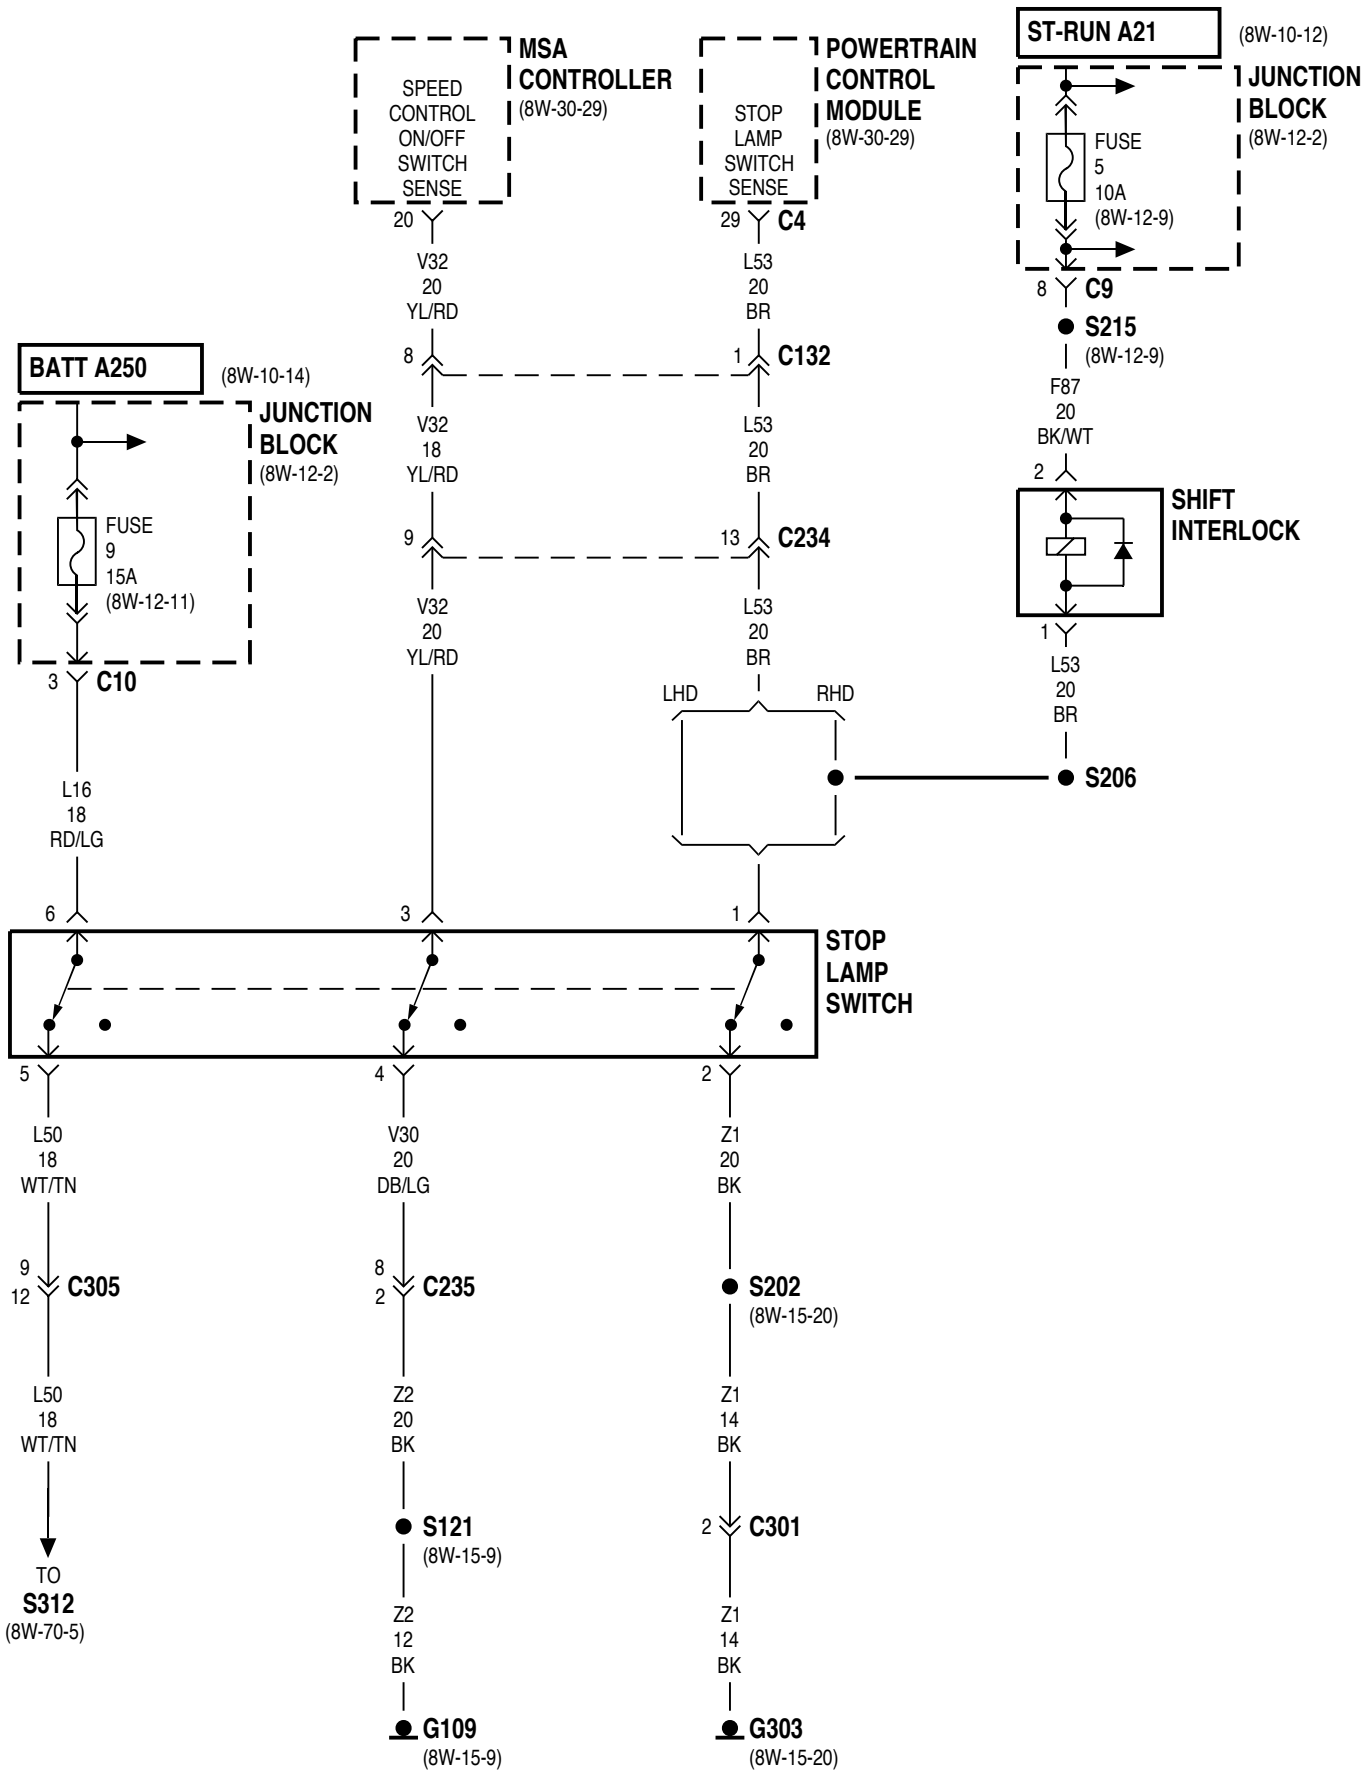 ST-RUN A21
(8W-10-12)
MSA
CONTROLLER
(8W-30-29)
SPEED
CONTROL
ON/OFF
SWITCH
SENSE
POWERTRAIN
CONTROL
MODULE
(8W-30-29)
STOP
LAMP
SWITCH
SENSE
JUNCTION
BLOCK
(8W-12-2)
FUSE
5
10A
(8W-12-9)
20
29
C4
8
C9
V32
20
YL/RD
L53
20
BR
S215
(8W-12-9)
8
1
C132
F87
20
BK/WT
BATT A250
(8W-10-14)
JUNCTION
BLOCK
(8W-12-2)
V32
18
YL/RD
L53
20
BR
2
SHIFT
INTERLOCK
FUSE
9
15A
(8W-12-11)
9
13
C234
V32
20
YL/RD
L53
20
BR
1
L53
20
BR
3
C10
LHD
RHD
S206
L16
18
RD/LG
6
3
1
STOP
LAMP
SWITCH
5
4
2
L50
18
WT/TN
V30
20
DB/LG
Z1
20
BK
9
12
C305
8
2
C235
S202
(8W-15-20)
L50
18
WT/TN
Z2
20
BK
Z1
14
BK
S121
(8W-15-9)
2
C301
TO
S312
(8W-70-5)
Z2
12
BK
Z1
14
BK
G109
(8W-15-9)
G303
(8W-15-20)